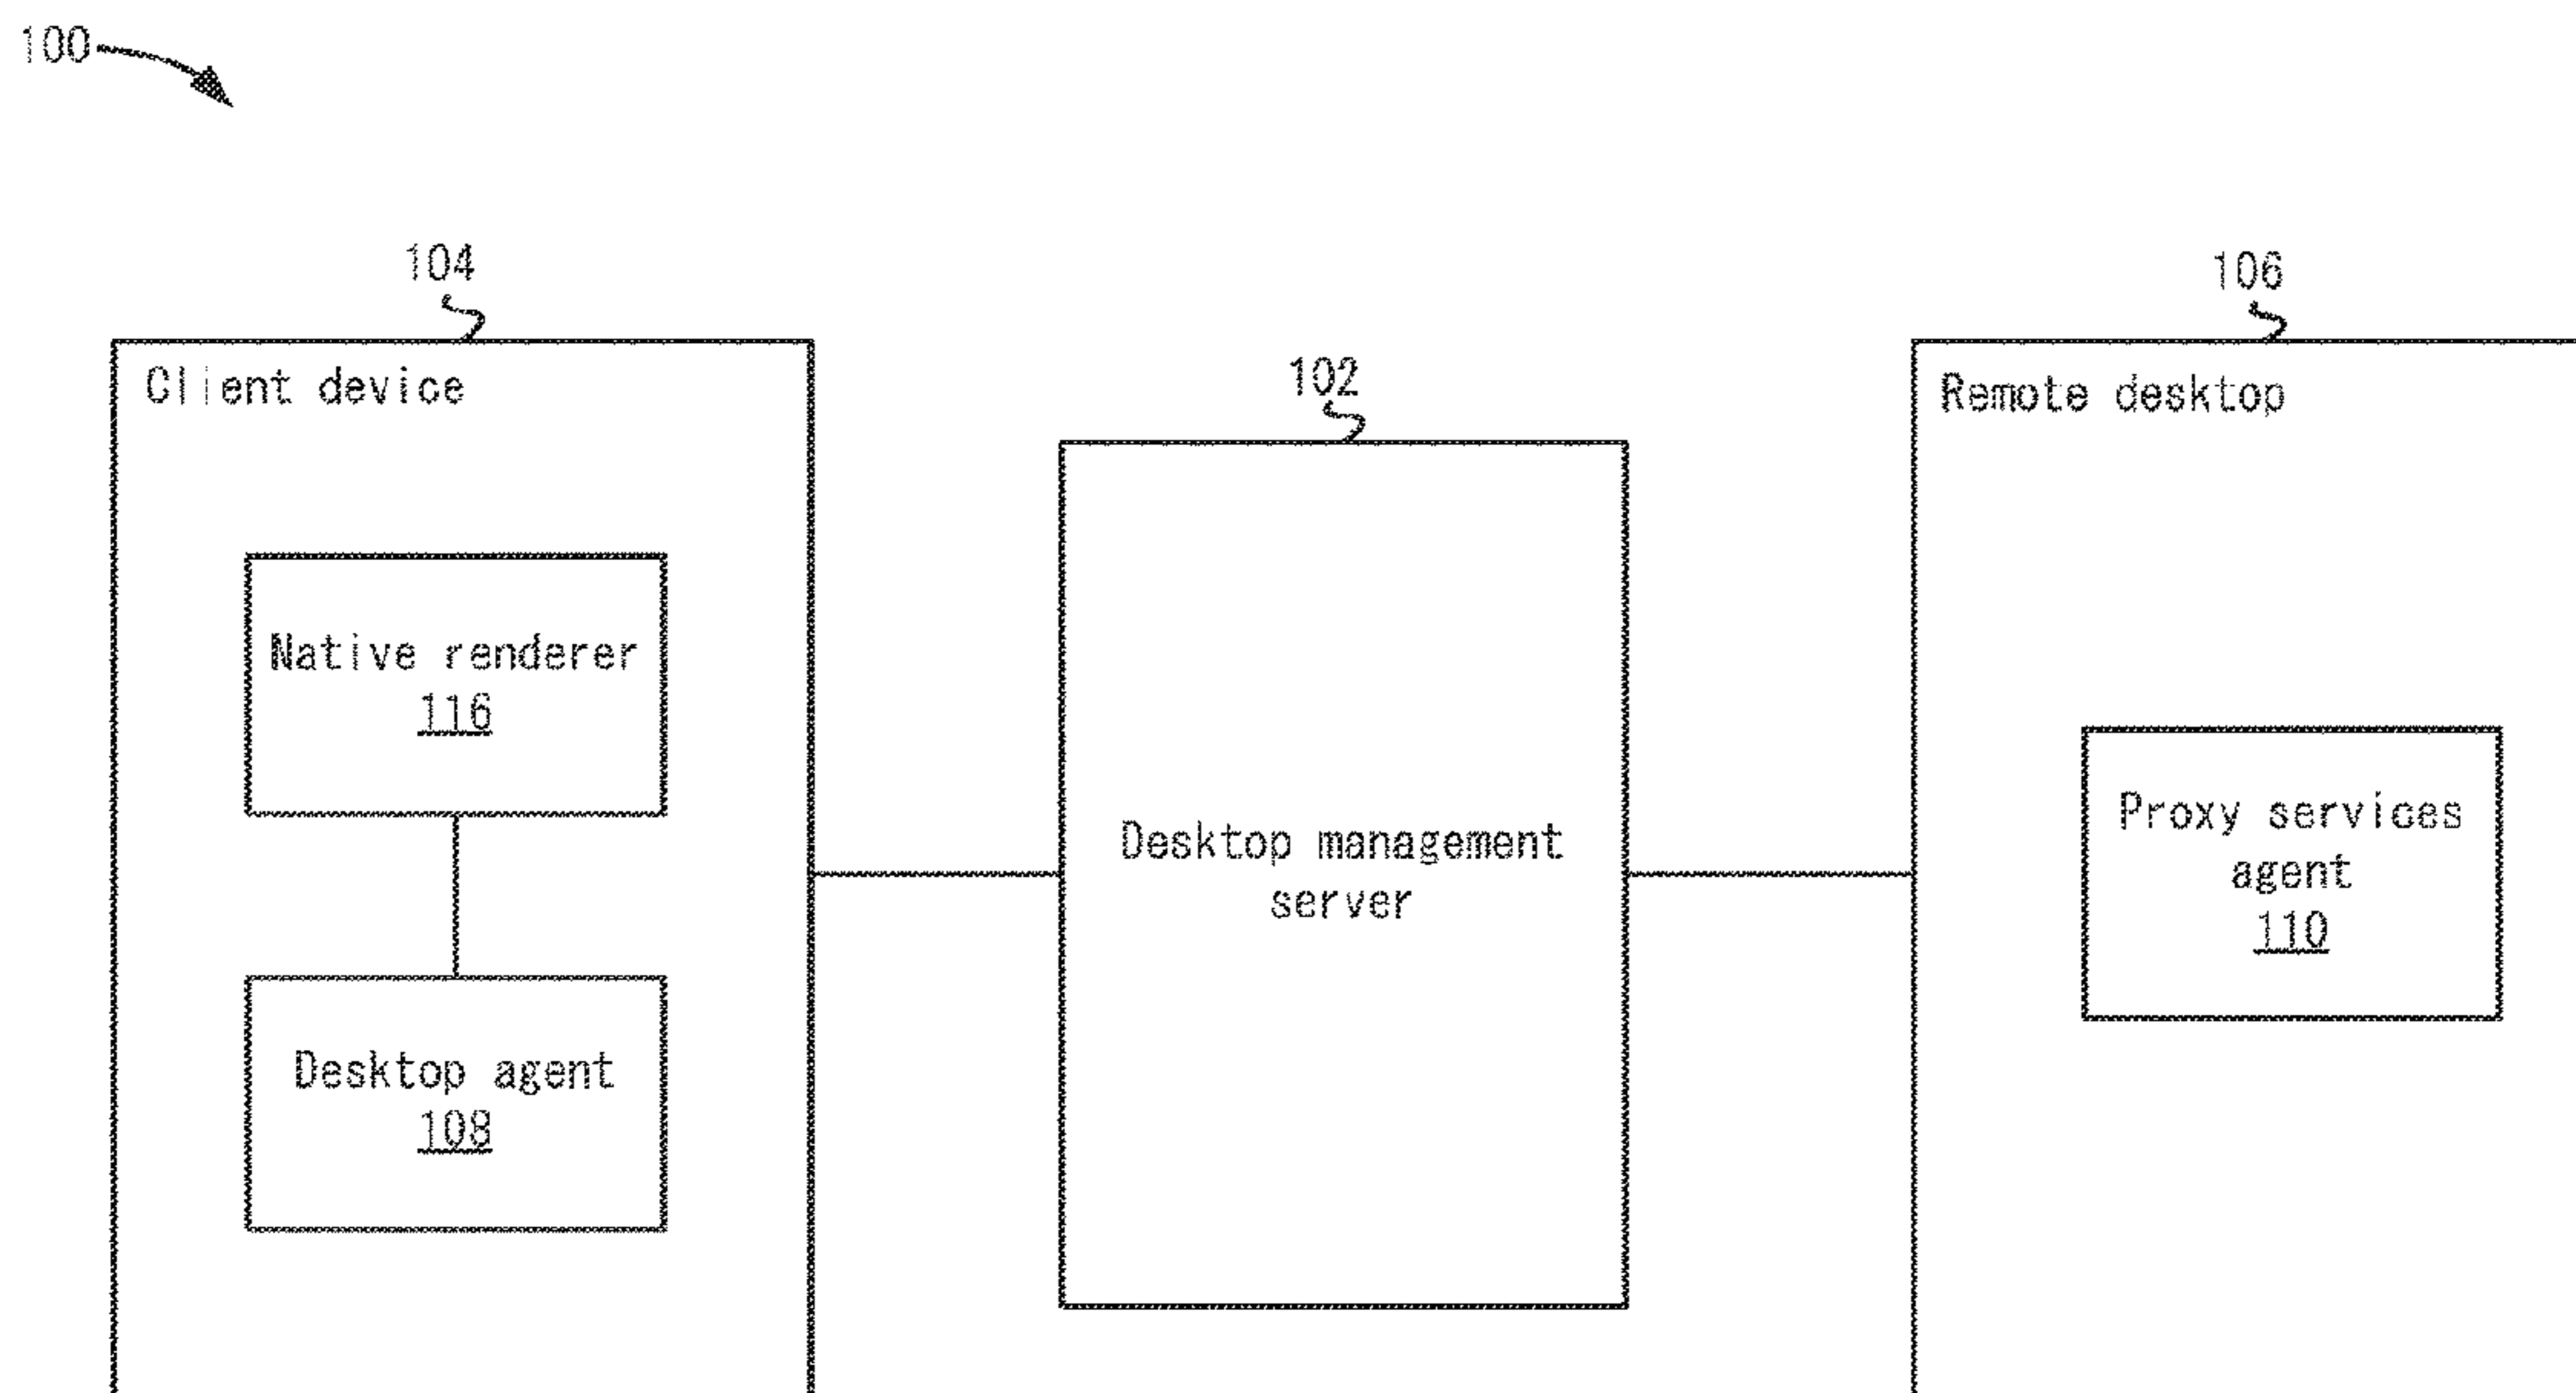 100
104
106
102
Client device
Remote desktop
Native renderer
116
Proxy services
agent
110
Desktop management
server
Desktop agent
108